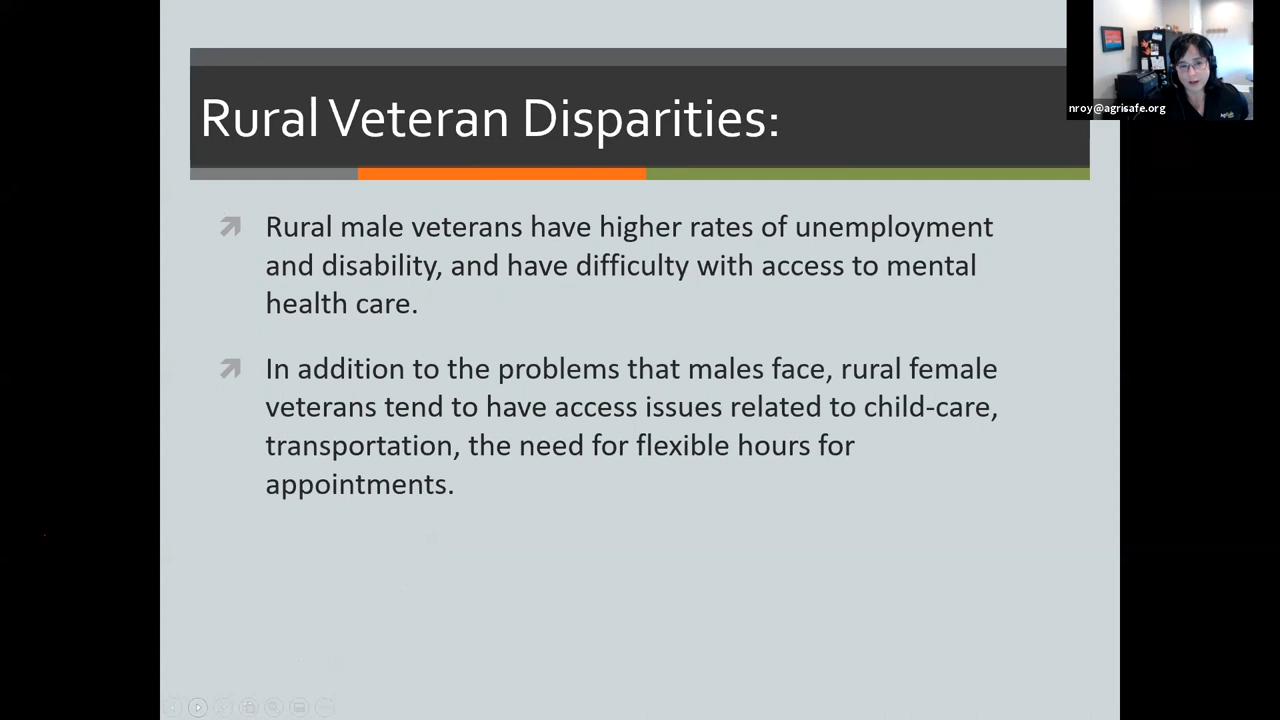 Rural Veteran Disparities:
nroy@agrisafe.org
Rural male veterans have higher rates of unemployment
and disability, and have difficulty with access to mental
health care.
In addition to the problems that males face, rural female
veterans tend to have access issues related to child-care,
transportation, the need for flexible hours for
appointments.